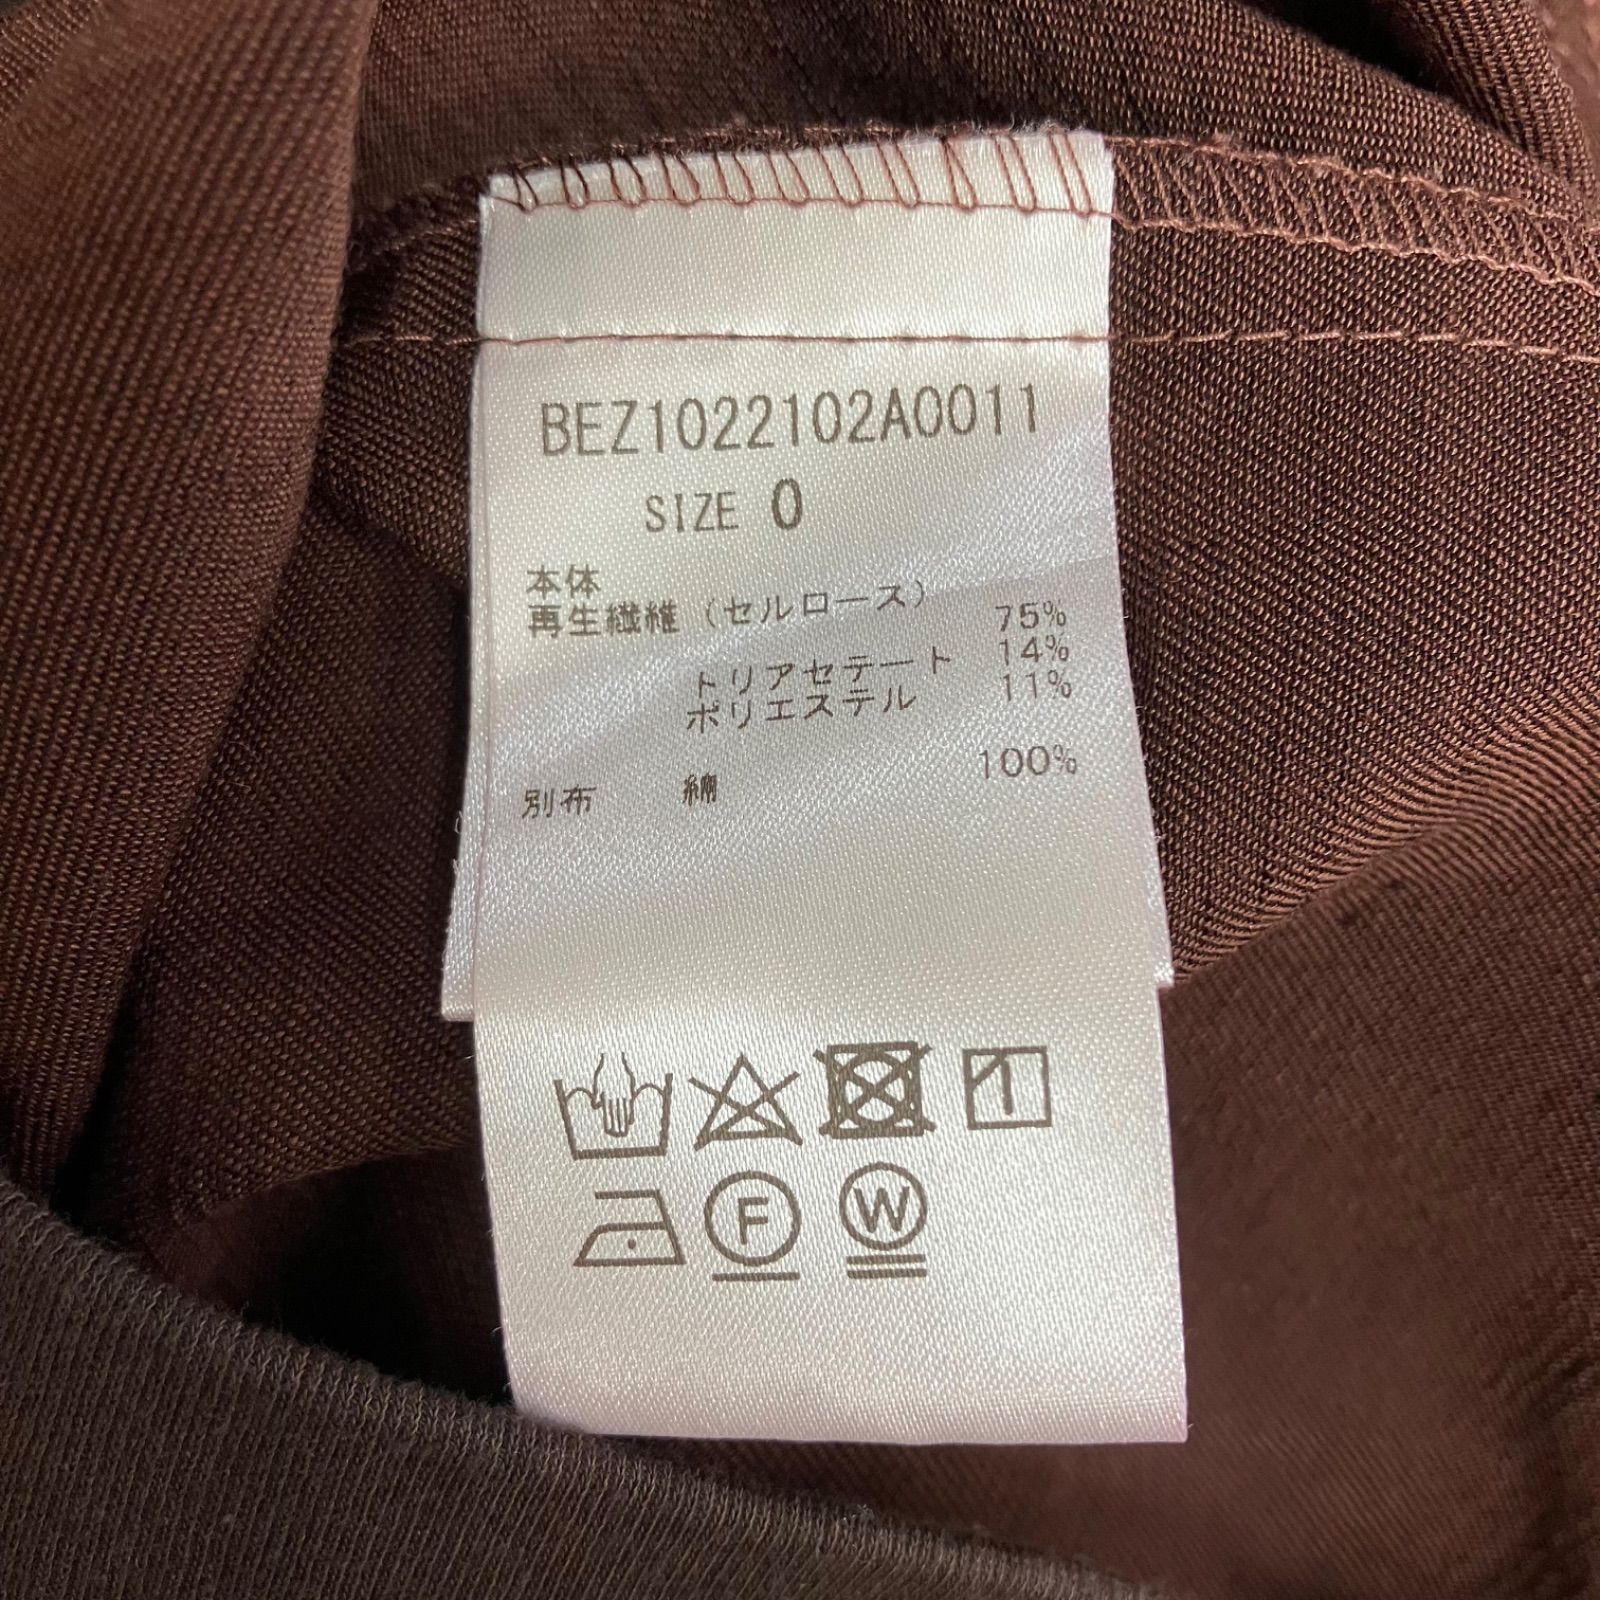 BEZ1022102A0011
SIZE 0
本体
再生繊維(セルロース) 75%
トリアセテート 14%
ポリエステル 11%
別布 綿 100%
1
F W